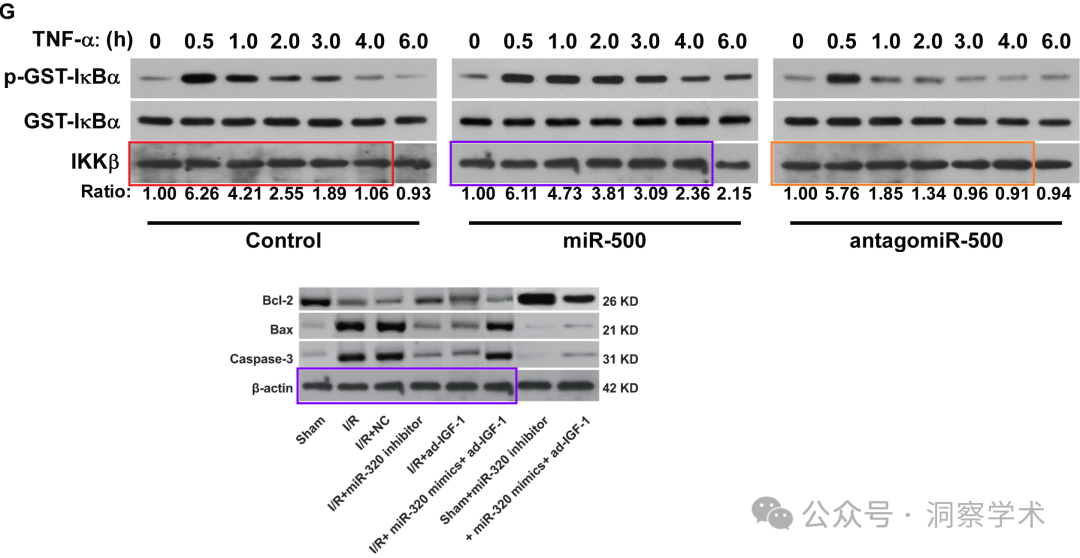 G
TNF-α: (h) 0 0.5 1.0 2.0 3.0 4.0 6.0 0 0.5 1.0 2.0 3.0 4.0 6.0 0 0.5 1.0 2.0 3.0 4.0 6.0
p-GST-IκBα
GST-IκBα
IKKβ
Ratio: 1.00 6.26 4.21 2.55 1.89 1.06 0.93 1.00 6.11 4.73 3.81 3.09 2.36 2.15 1.00 5.76 1.85 1.34 0.96 0.91 0.94
Control miR-500 antagomiR-500
Bcl-2 26 KD
Bax 21 KD
Caspase-3 31 KD
β-actin 42 KD
Sham
I/R
I/R+NC
I/R+miR-320 inhibitor
I/R+ad-IGF-1
I/R+ miR-320 mimics+ ad-IGF-1
Sham+miR-320 inhibitor
+ miR-320 mimics+ ad-IGF-1
公众号 · 洞察学术